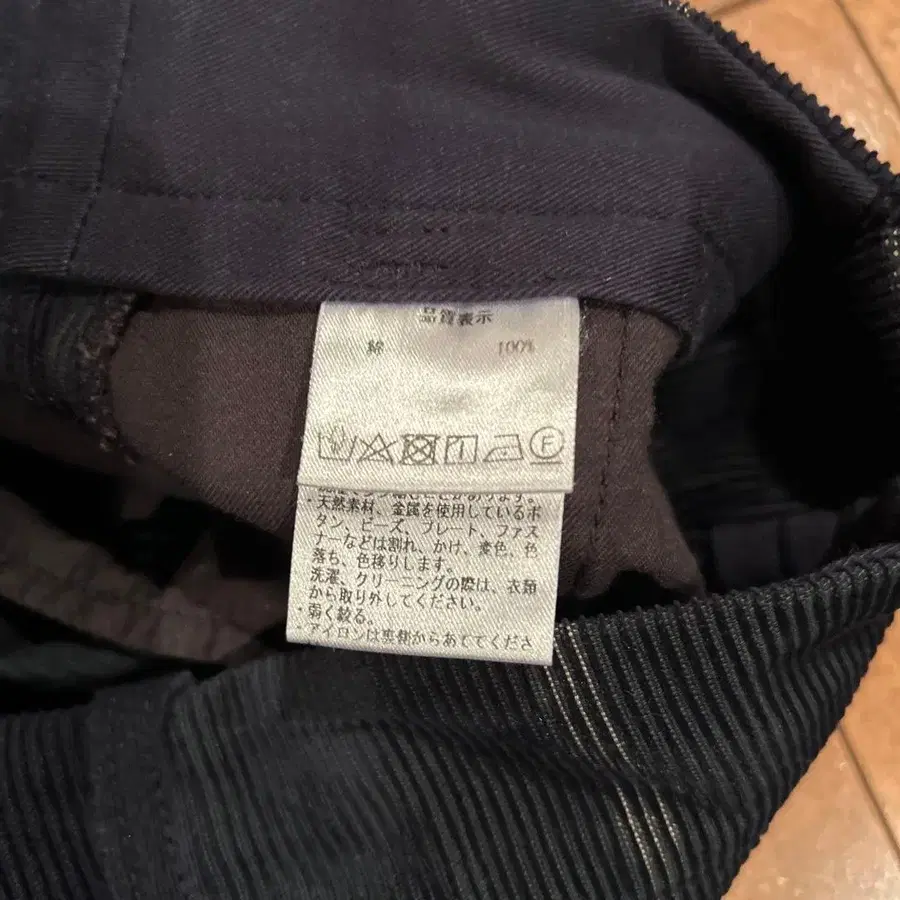 品質表示
綿 100%
F
・天然素材、金属を使用しているボ
タン、ビーズ、プレート、ファス
ナーなどは割れ、かけ、変色、色
落ち、色移りします。
洗濯、クリーニングの際は、衣類
から取り外してください。
・弱く絞る。
・アイロンは裏側からあててくださ